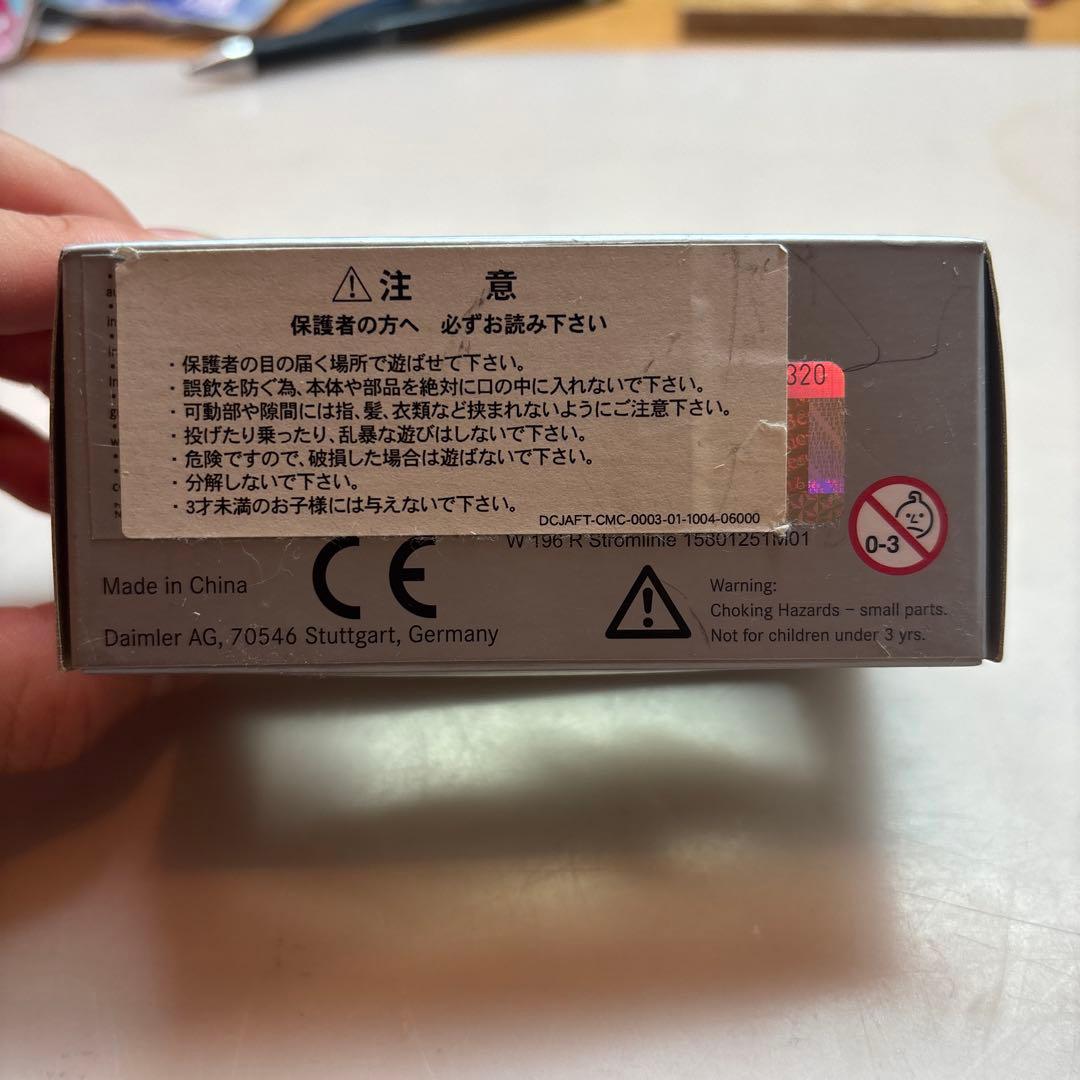 注 意
保護者の方へ 必ずお読み下さい
・保護者の目の届く場所で遊ばせて下さい。
・誤飲を防ぐ為、本体や部品を絶対に口の中に入れないで下さい。
・可動部や隙間には指、髪、衣類など挟まれないようにご注意下さい。
・投げたり乗ったり、乱暴な遊びはしないで下さい。
・危険ですので、破損した場合は遊ばないで下さい。
・分解しないで下さい。
・3才未満のお子様には与えないで下さい。
DCJAFT-CMC-0003-01-1004-06000
320
W 196 R Stromlinie 15801251M01
0-3
Made in China
CE
Daimler AG, 70546 Stuttgart, Germany
Warning:
Choking Hazards – small parts.
Not for children under 3 yrs.